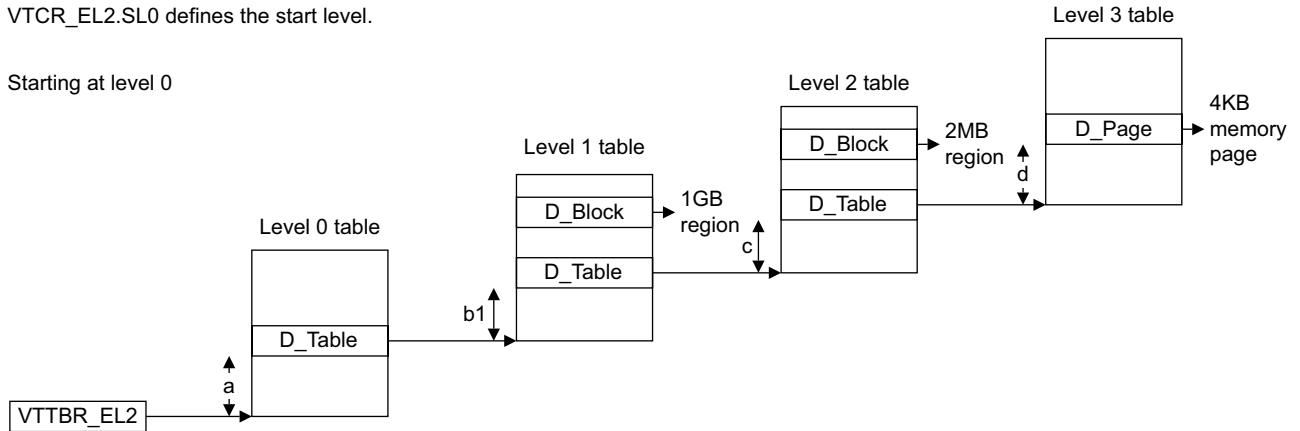 VTCR_EL2.SL0 defines the start level.
Level 3 table
Starting at level 0
Level 2 table
4KB
memory
page
D_Page
D_Block
2MB
region
d
Level 1 table
D_Block
1GB
region
D_Table
c
Level 0 table
D_Table
b1
D_Table
a
VTTBR_EL2